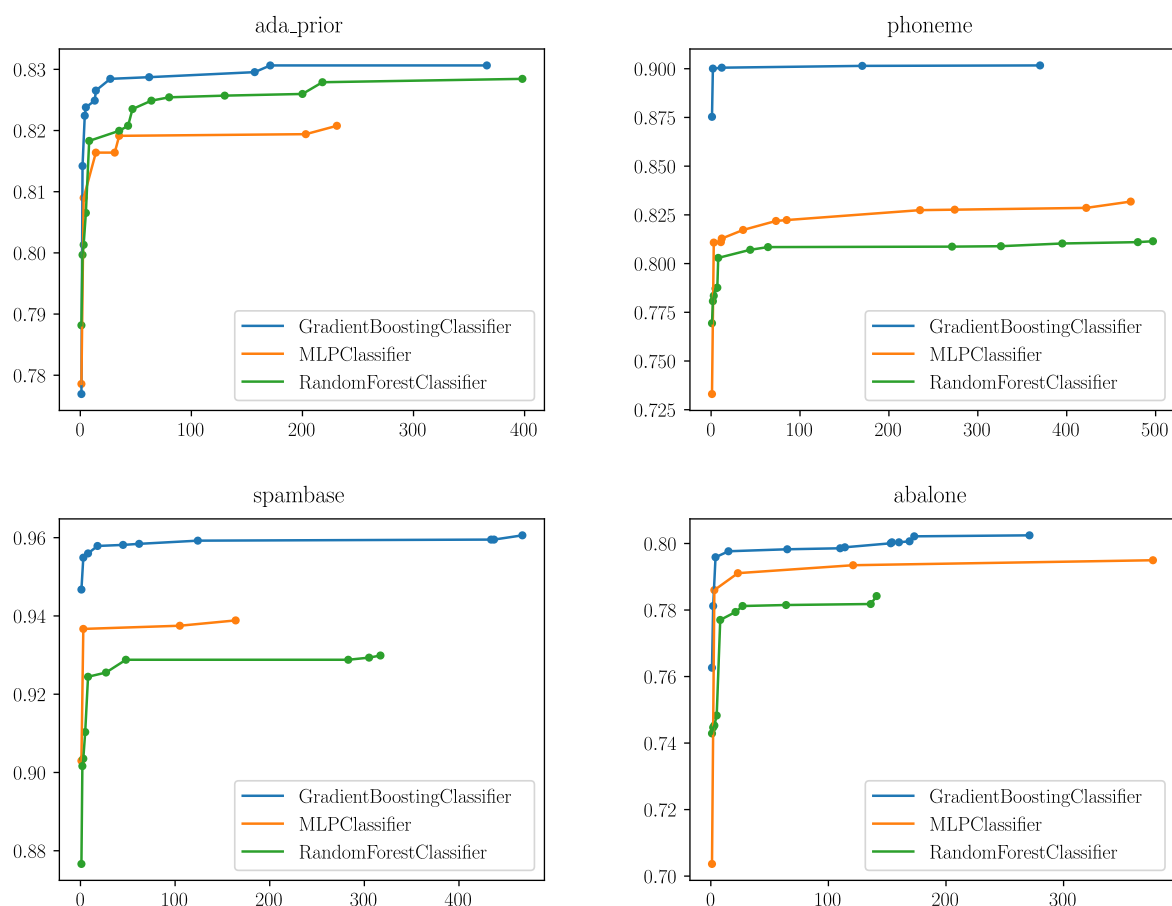 ada_prior
0.83
0.82
0.81
0.80
0.79
0.78
0 100 200 300 400
GradientBoostingClassifier
MLPClassifier
RandomForestClassifier
phoneme
0.900
0.875
0.850
0.825
0.800
0.775
0.750
0.725
0 100 200 300 400 500
GradientBoostingClassifier
MLPClassifier
RandomForestClassifier
spambase
0.96
0.94
0.92
0.90
0.88
0 100 200 300 400
GradientBoostingClassifier
MLPClassifier
RandomForestClassifier
abalone
0.80
0.78
0.76
0.74
0.72
0.70
0 100 200 300
GradientBoostingClassifier
MLPClassifier
RandomForestClassifier